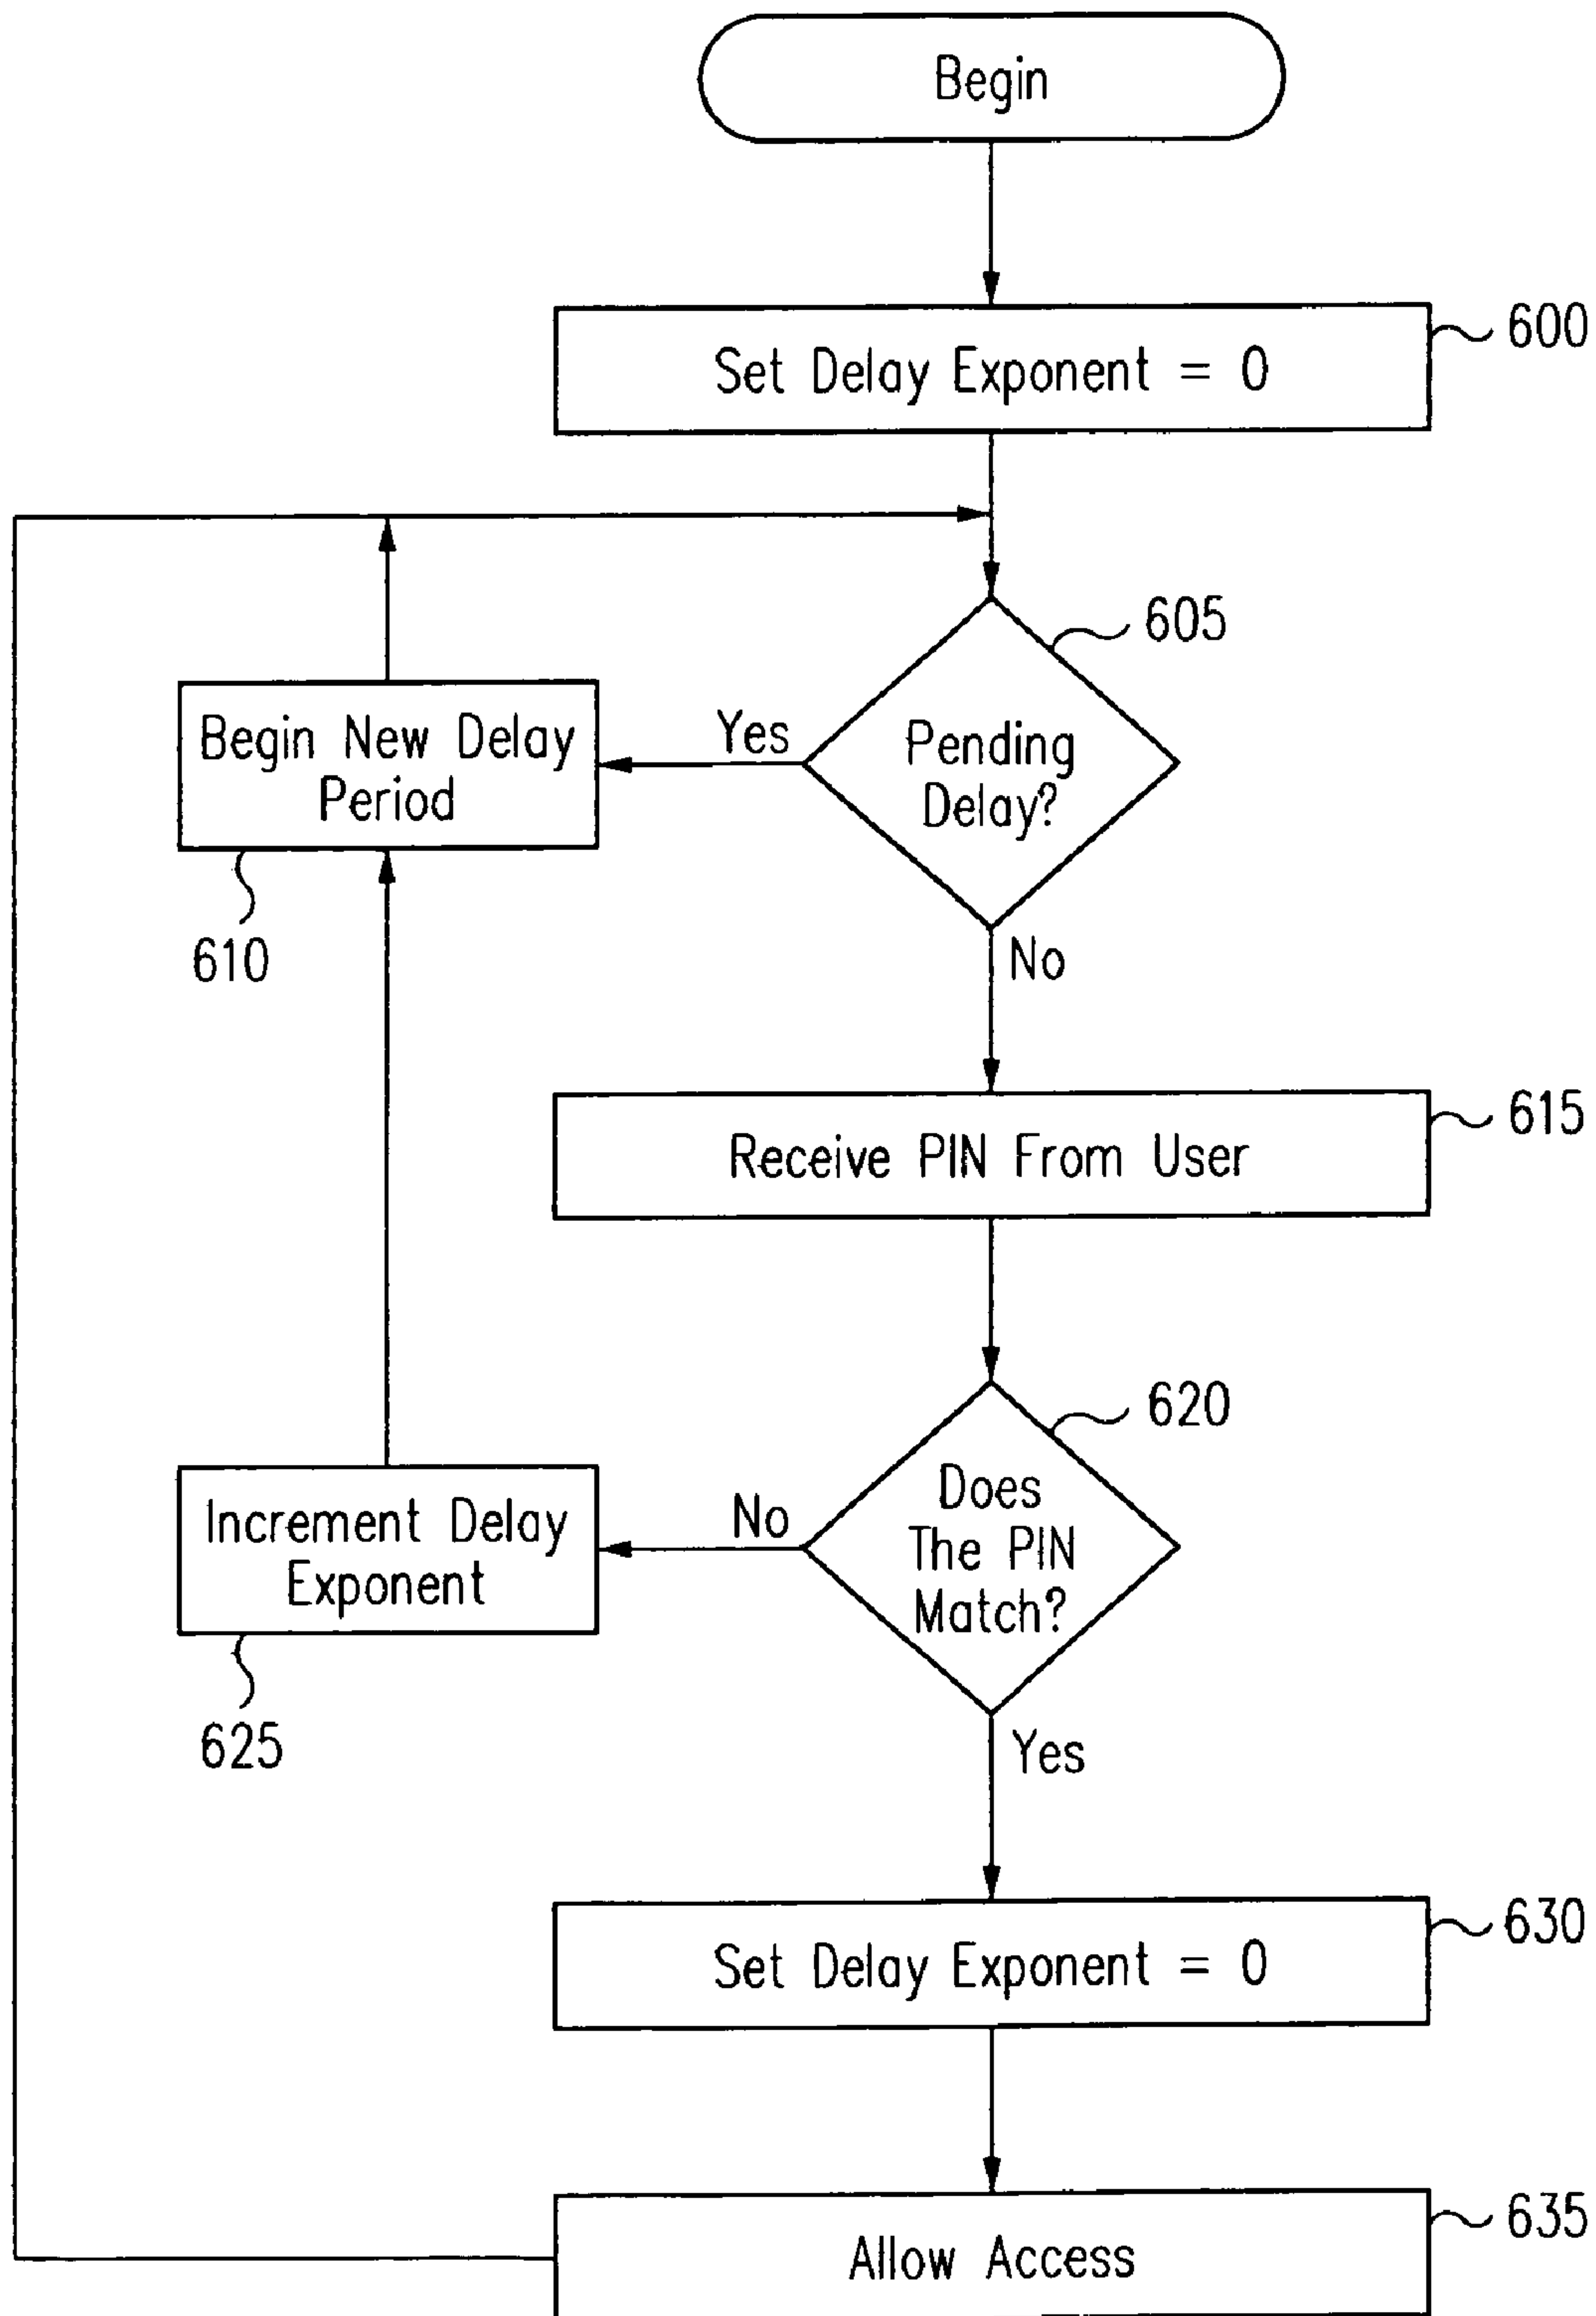 Begin
Set Delay Exponent = 0
600
605
Pending
Delay?
Yes
Begin New Delay
Period
610
No
Receive PIN From User
615
620
Does
The PIN
Match?
No
Increment Delay
Exponent
625
Yes
Set Delay Exponent = 0
630
Allow Access
635